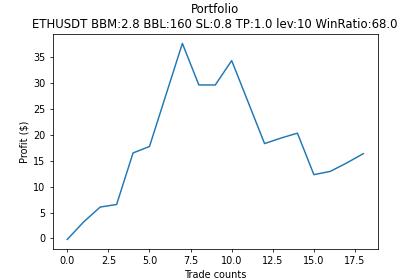 Portfolio
ETHUSDT BBM:2.8 BBL:160 SL:0.8 TP:1.0 lev:10 WinRatio:68.0
35
30
25
20
15
10
5
0
Profit ($)
0.0 2.5 5.0 7.5 10.0 12.5 15.0 17.5
Trade counts